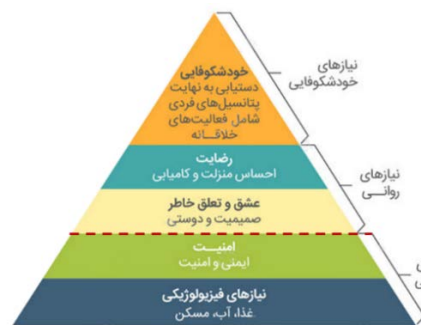 خودشکوفایی
دستیابی به نهایت
پتانسیل‌های فردی
شامل فعالیت‌های
خلاقانه
رضایت
احساس منزلت و کامیابی
عشق و تعلق خاطر
صمیمیت و دوستی
امنیت
ایمنی و امنیت
نیازهای فیزیولوژیکی
غذا، آب، مسکن
نیازهای
خودشکوفایی
نیازهای
روانی